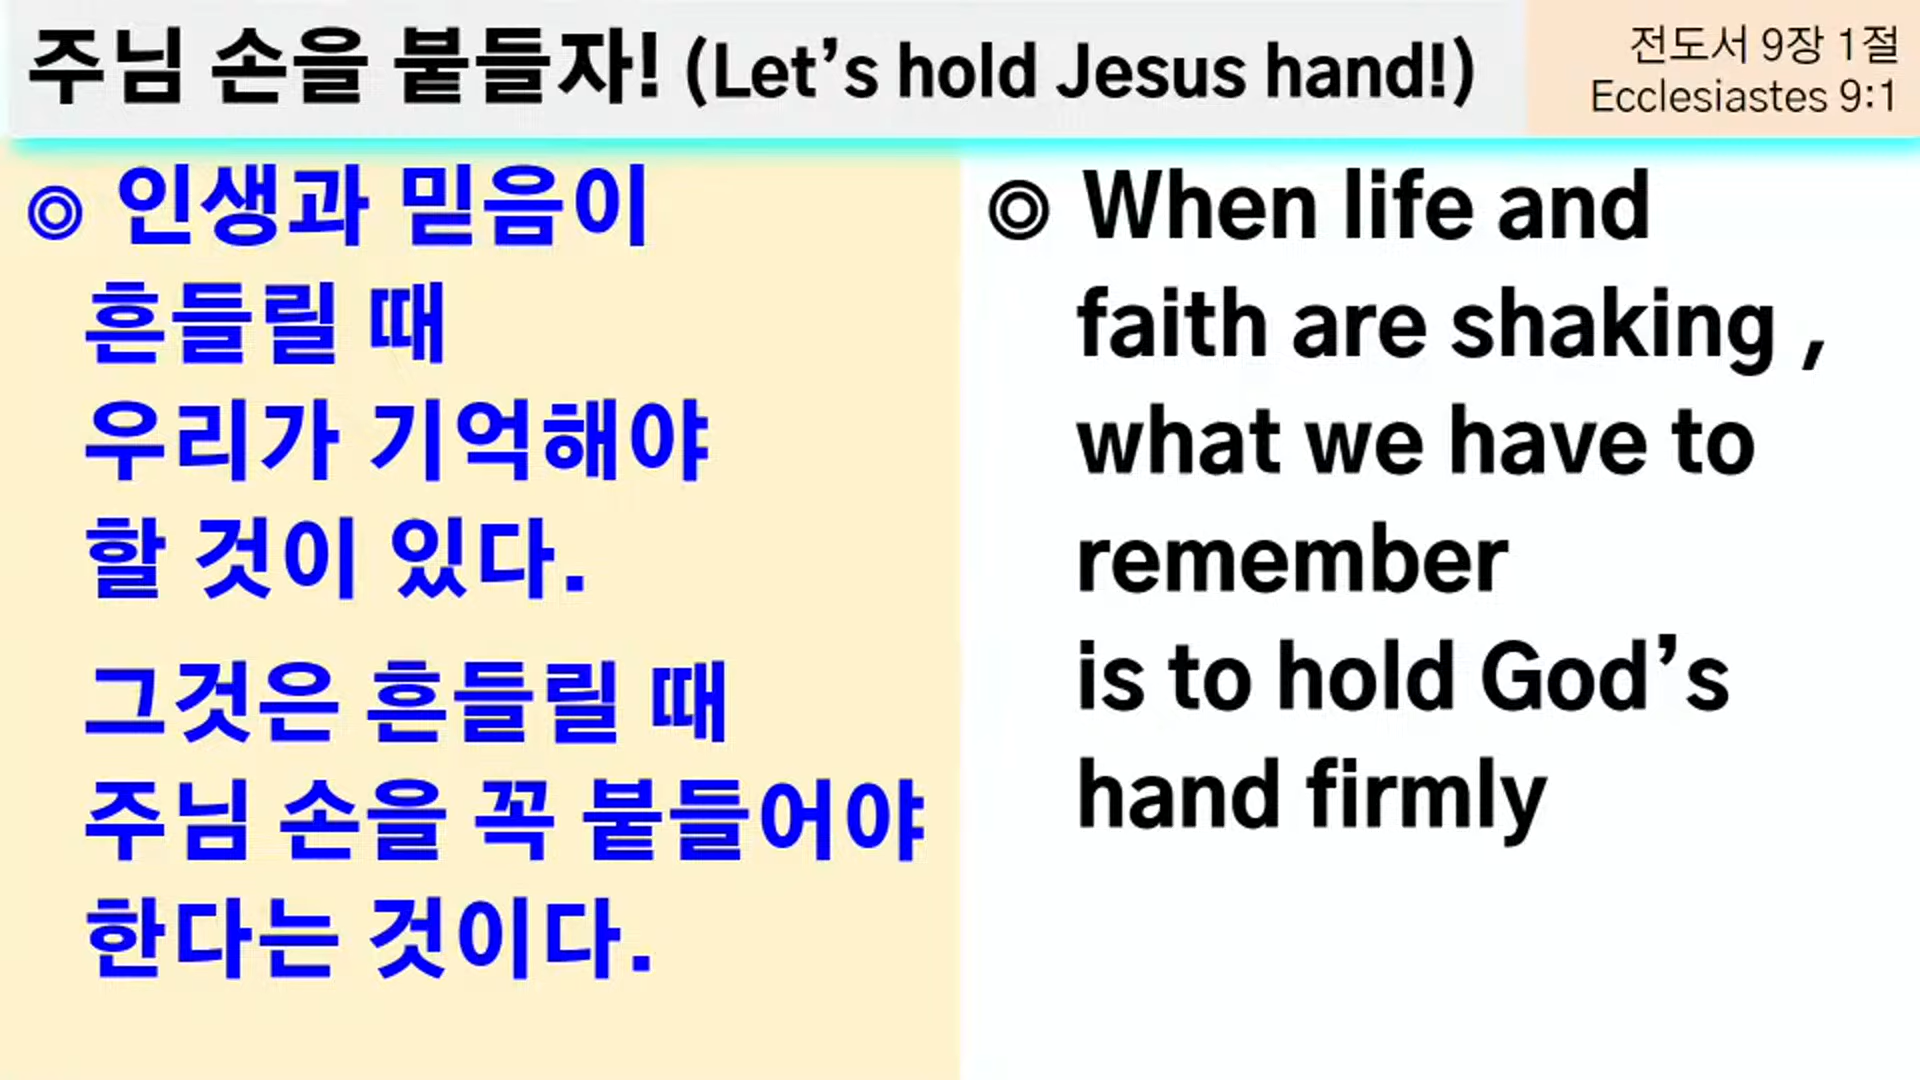 주님 손을 붙들자! (Let’s hold Jesus hand!)
전도서 9장 1절
Ecclesiastes 9:1
◎ 인생과 믿음이
흔들릴 때
우리가 기억해야
할 것이 있다.
그것은 흔들릴 때
주님 손을 꼭 붙들어야
한다는 것이다.
◎ When life and
faith are shaking ,
what we have to
remember
is to hold God’s
hand firmly